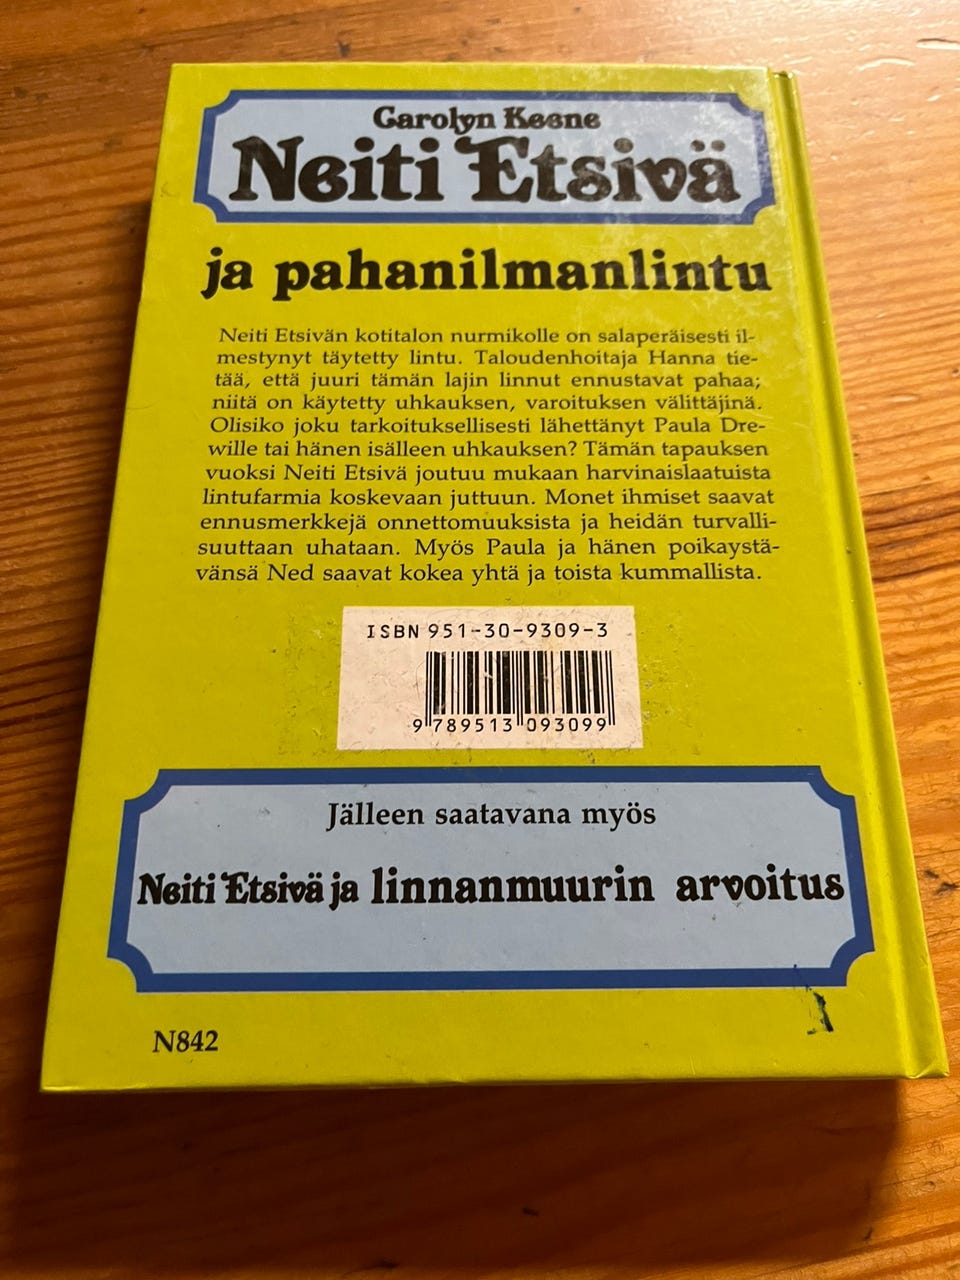 Carolyn Keene
Neiti Etsivä
ja pahanilmanlintu
Neiti Etsivän kotitalon nurmikolle on salaperäisesti il-
mestynyt täytetty lintu. Taloudenhoitaja Hanna tie-
tää, että juuri tämän lajin linnut ennustavat pahaa;
niitä on käytetty uhkauksen, varoituksen välittäjinä.
Olisiko joku tarkoituksellisesti lähettänyt Paula Dre-
wille tai hänen isälleen uhkauksen? Tämän tapauksen
vuoksi Neiti Etsivä joutuu mukaan harvinaislaatuista
lintufarmia koskevaan juttuun. Monet ihmiset saavat
ennusmerkkejä onnettomuuksista ja heidän turvalli-
suuttaan uhataan. Myös Paula ja hänen poikaystä-
vänsä Ned saavat kokea yhtä ja toista kummallista.
ISBN 951-30-9309-3
9 789513 093099
Jälleen saatavana myös
Neiti Etsivä ja linnanmuurin arvoitus
N842